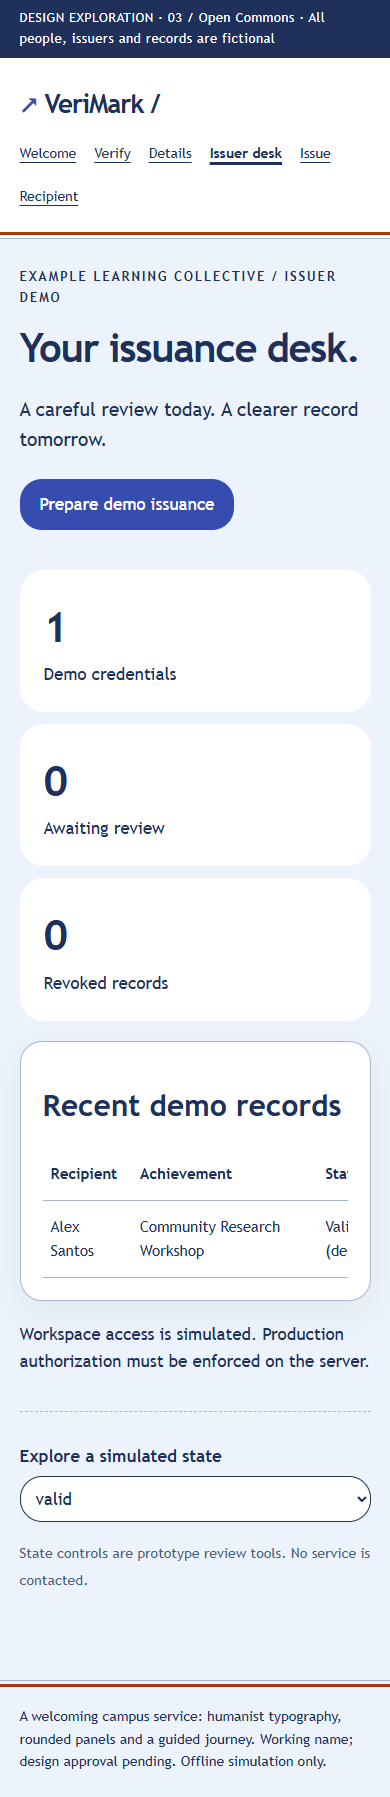 DESIGN EXPLORATION · 03 / Open Commons · All
people, issuers and records are fictional
↗ VeriMark /
Welcome Verify Details Issuer desk Issue
Recipient
EXAMPLE LEARNING COLLECTIVE / ISSUER
DEMO
Your issuance desk.
A careful review today. A clearer record
tomorrow.
Prepare demo issuance
1
Demo credentials
0
Awaiting review
0
Revoked records
Recent demo records
Recipient Achievement
Alex Community Research
Santos Workshop
Workspace access is simulated. Production
authorization must be enforced on the server.
Explore a simulated state
valid
State controls are prototype review tools. No service is
contacted.
A welcoming campus service: humanist typography,
rounded panels and a guided journey. Working name;
design approval pending. Offline simulation only.